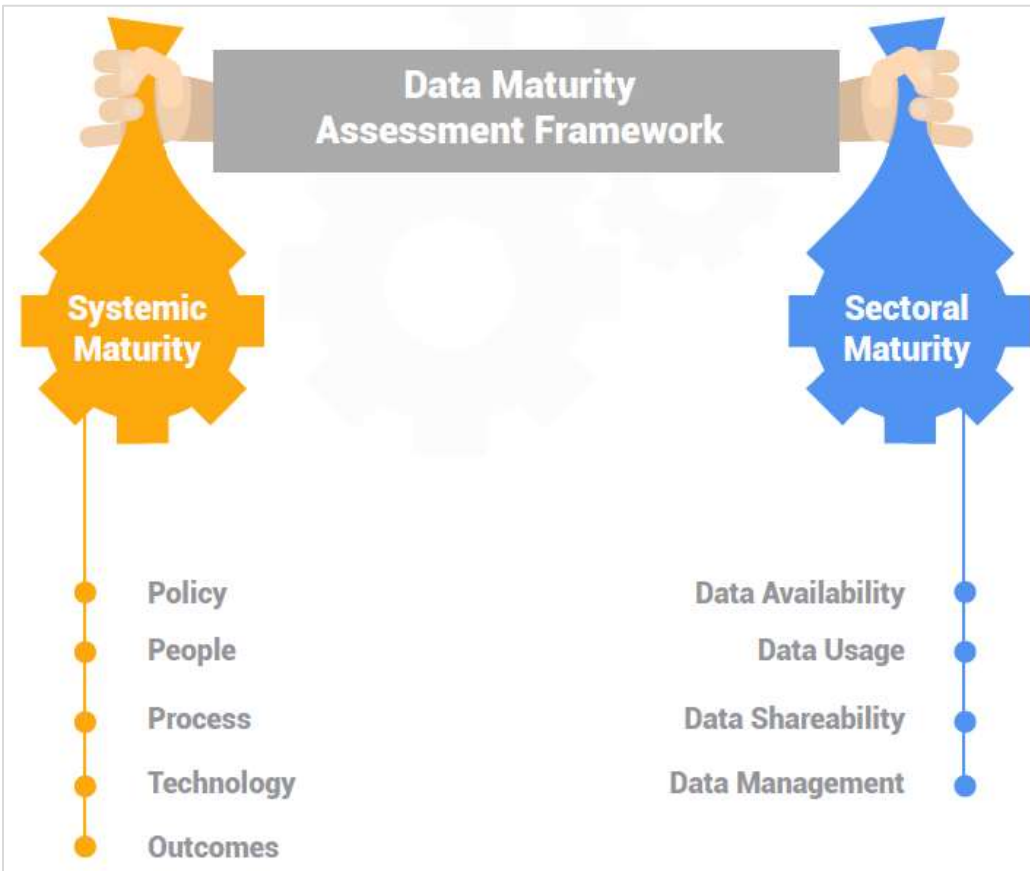 Data Maturity
Assessment Framework
Systemic
Maturity
Sectoral
Maturity
Policy
People
Process
Technology
Outcomes
Data Availability
Data Usage
Data Shareability
Data Management